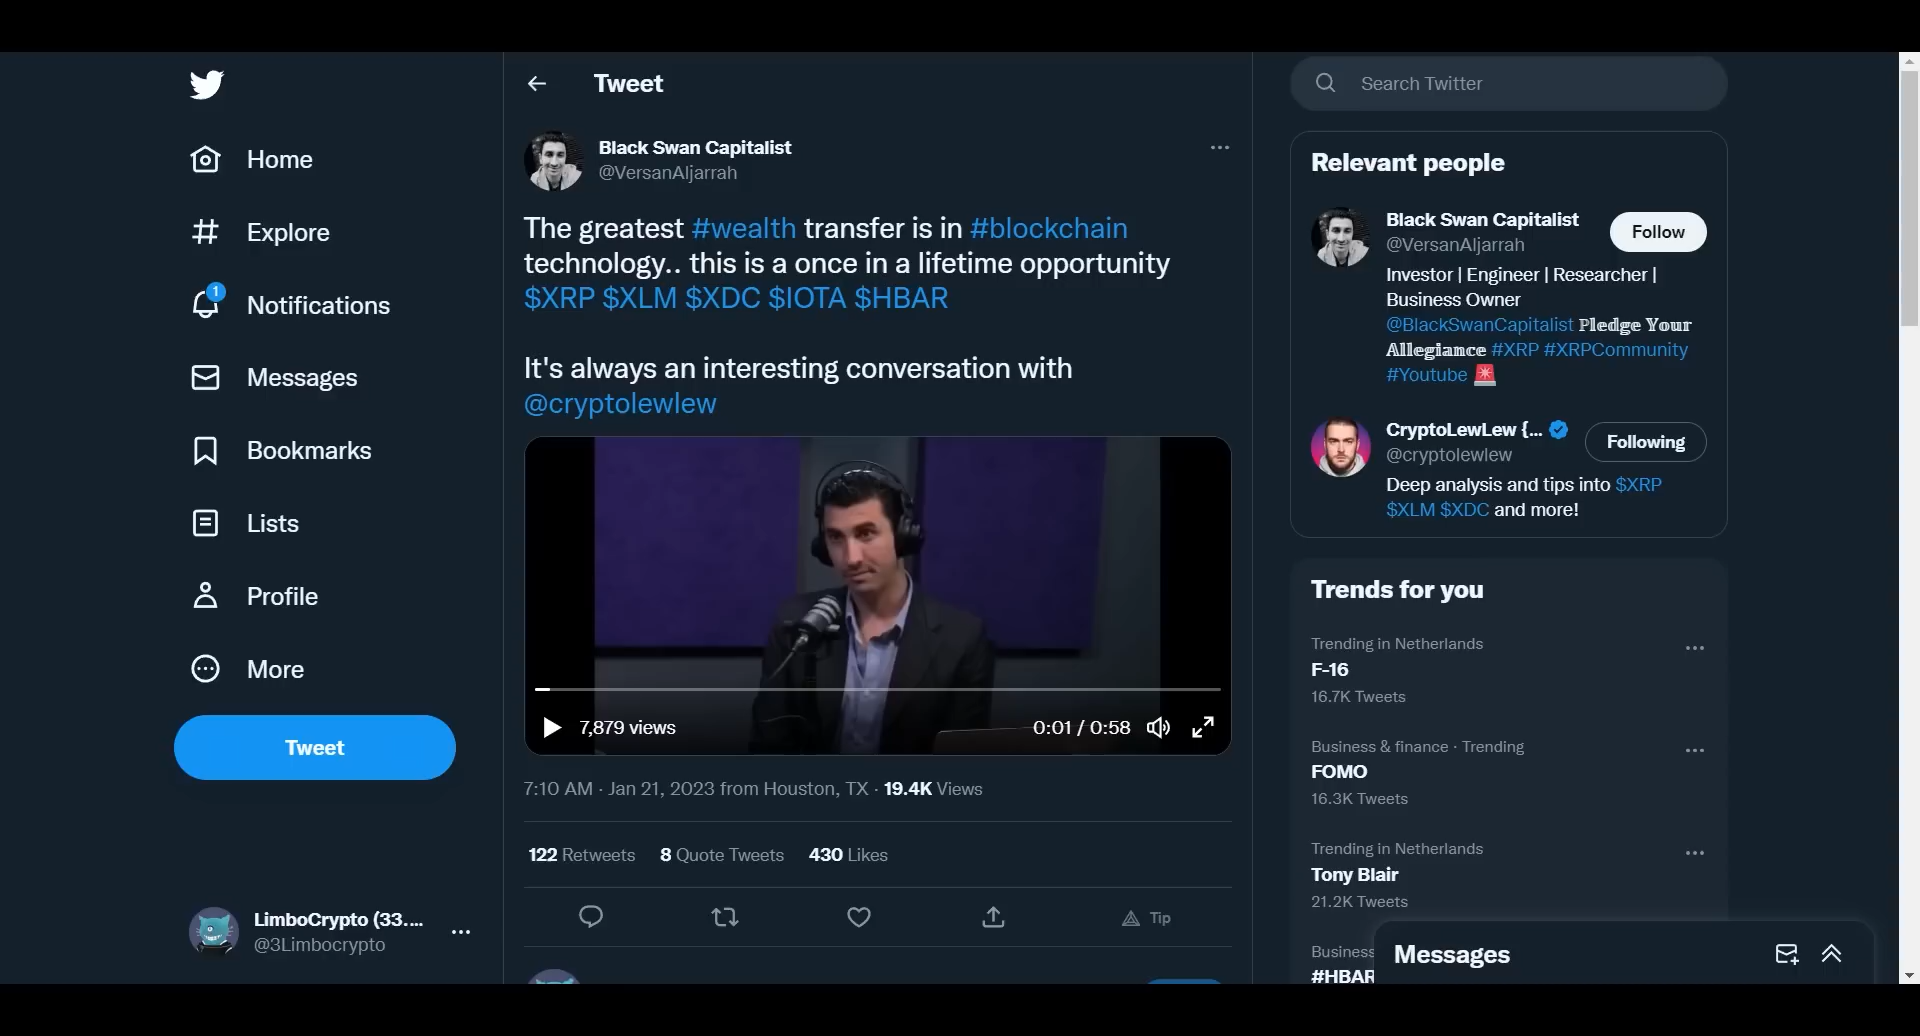 Home
Explore
1
Notifications
Messages
Bookmarks
Lists
Profile
More
Tweet
LimboCrypto (33....
@3Limbocrypto
Tweet
Black Swan Capitalist
@VersanAljarrah
The greatest #wealth transfer is in #blockchain
technology.. this is a once in a lifetime opportunity
$XRP $XLM $XDC $IOTA $HBAR
It's always an interesting conversation with
@cryptolewlew
7,879 views
0:01 / 0:58
7:10 AM · Jan 21, 2023 from Houston, TX · 19.4K Views
122 Retweets 8 Quote Tweets 430 Likes
Tip
Search Twitter
Relevant people
Black Swan Capitalist
@VersanAljarrah
Follow
Investor | Engineer | Researcher |
Business Owner
@BlackSwanCapitalist ℙ𝕝𝕖𝕕𝕘𝕖 𝕐𝕠𝕦𝕣
𝔸𝕝𝕝𝕖𝕘𝕚𝕒𝕟𝕔𝕖 #XRP #XRPCommunity
#Youtube 🚨
CryptoLewLew {...
@cryptolewlew
Following
Deep analysis and tips into $XRP
$XLM $XDC and more!
Trends for you
Trending in Netherlands
F-16
16.7K Tweets
Business & finance · Trending
FOMO
16.3K Tweets
Trending in Netherlands
Tony Blair
21.2K Tweets
Business
#HBAR
Messages